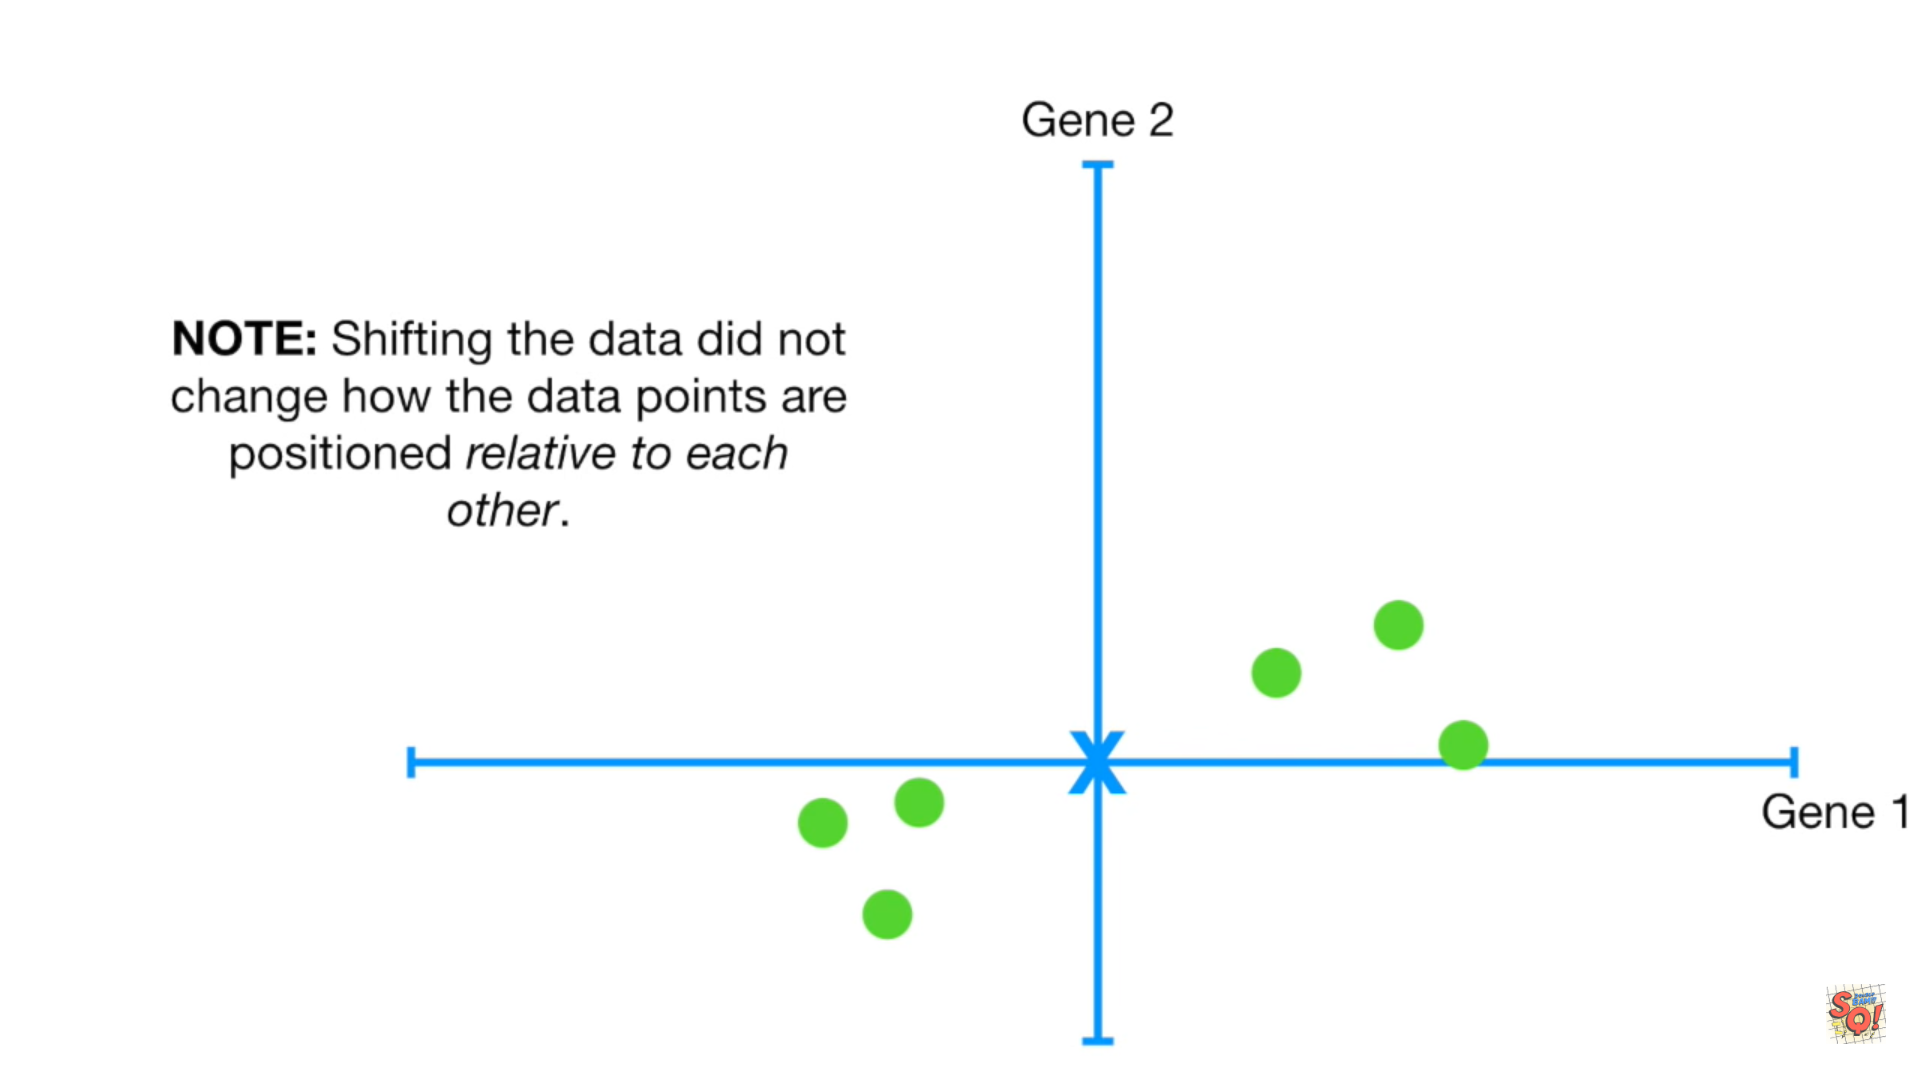 Gene 2
NOTE: Shifting the data did not
change how the data points are
positioned relative to each
other.
X
Gene 1
SQ!